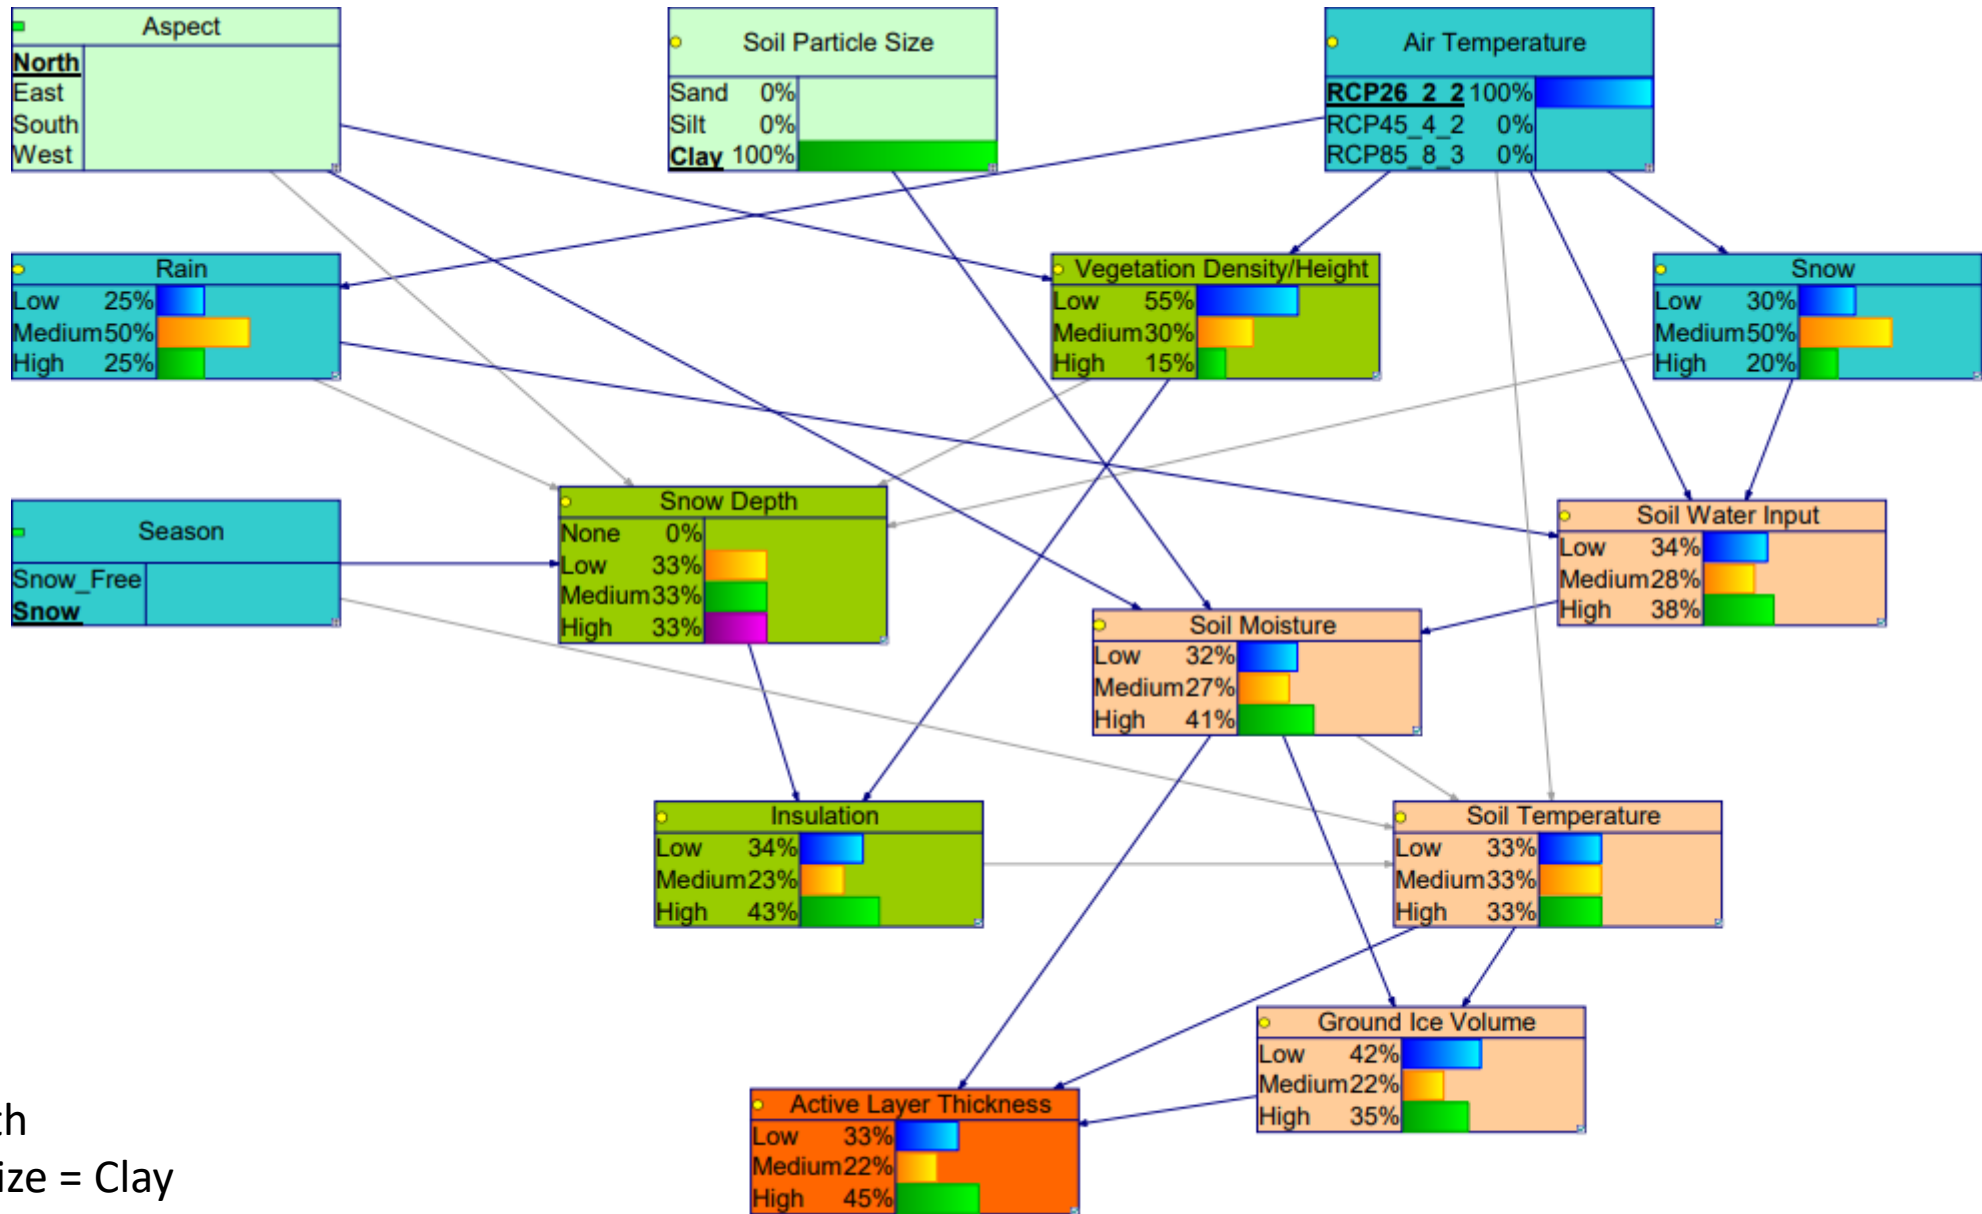 Aspect
North
East
South
West
Soil Particle Size
Sand 0%
Silt 0%
Clay 100%
Air Temperature
RCP26_2_2 100%
RCP45_4_2 0%
RCP85_8_3 0%
Rain
Low 25%
Medium 50%
High 25%
Vegetation Density/Height
Low 55%
Medium 30%
High 15%
Snow
Low 30%
Medium 50%
High 20%
Season
Snow_Free
Snow
Snow Depth
None 0%
Low 33%
Medium 33%
High 33%
Soil Water Input
Low 34%
Medium 28%
High 38%
Soil Moisture
Low 32%
Medium 27%
High 41%
Insulation
Low 34%
Medium 23%
High 43%
Soil Temperature
Low 33%
Medium 33%
High 33%
Ground Ice Volume
Low 42%
Medium 22%
High 35%
Active Layer Thickness
Low 33%
Medium 22%
High 45%
th
ize = Clay